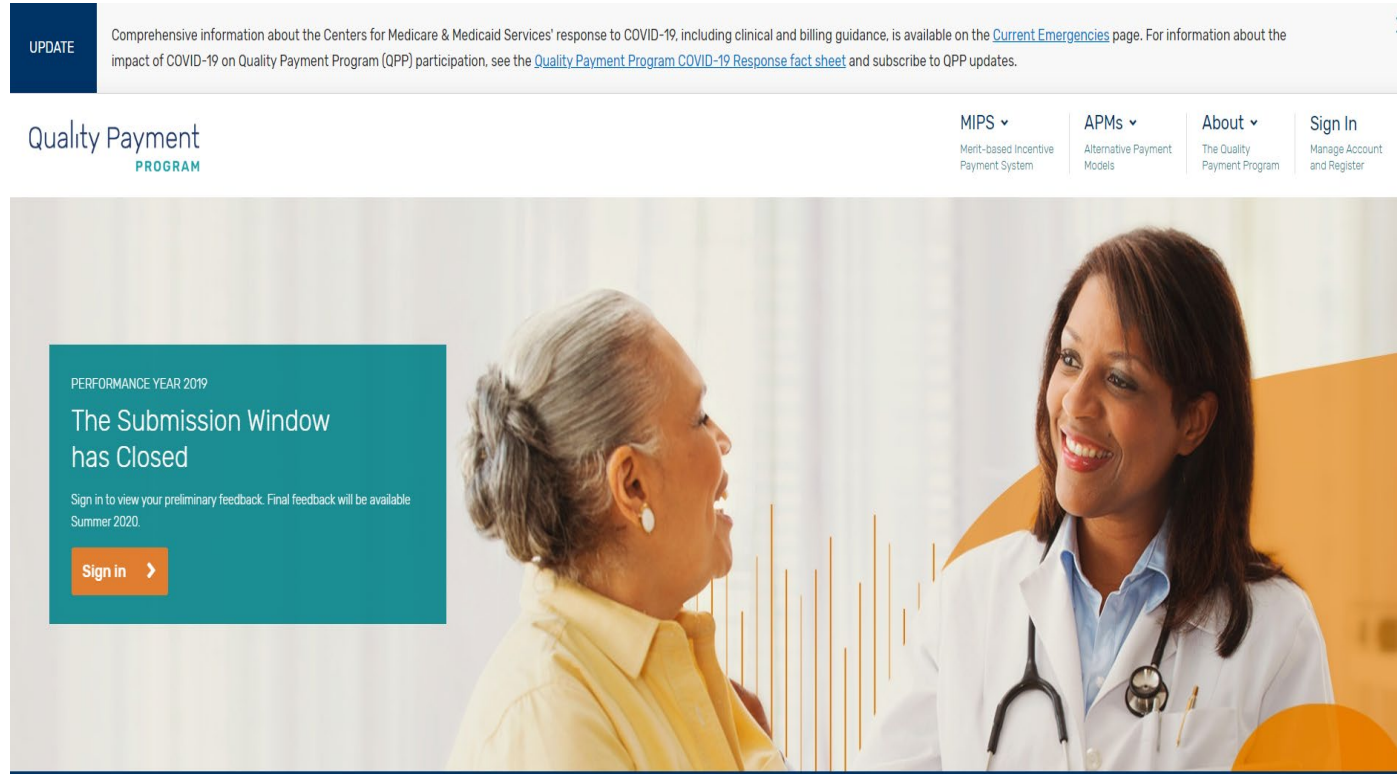 UPDATE
Comprehensive information about the Centers for Medicare & Medicaid Services' response to COVID-19, including clinical and billing guidance, is available on the Current Emergencies page. For information about the
impact of COVID-19 on Quality Payment Program (QPP) participation, see the Quality Payment Program COVID-19 Response fact sheet and subscribe to QPP updates.
Quality Payment
PROGRAM
MIPS
Merit-based Incentive
Payment System
APMs
Alternative Payment
Models
About
The Quality
Payment Program
Sign In
Manage Account
and Register
PERFORMANCE YEAR 2019
The Submission Window
has Closed
Sign in to view your preliminary feedback. Final feedback will be available
Summer 2020.
Sign in